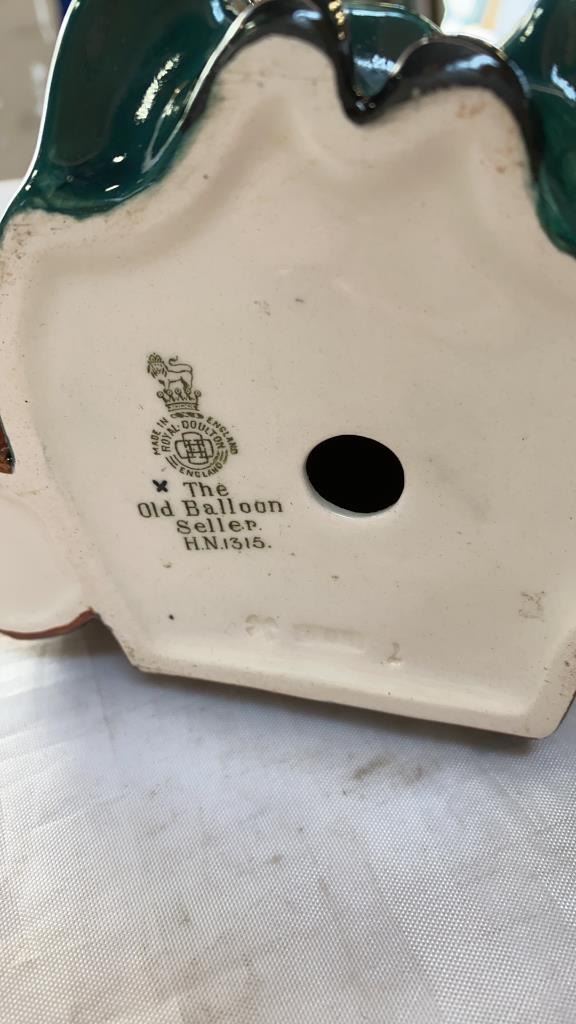 MADE IN ENGLAND
ROYAL·DOULTON
ENGLAND
The
Old Balloon
Seller.
H.N.1315.